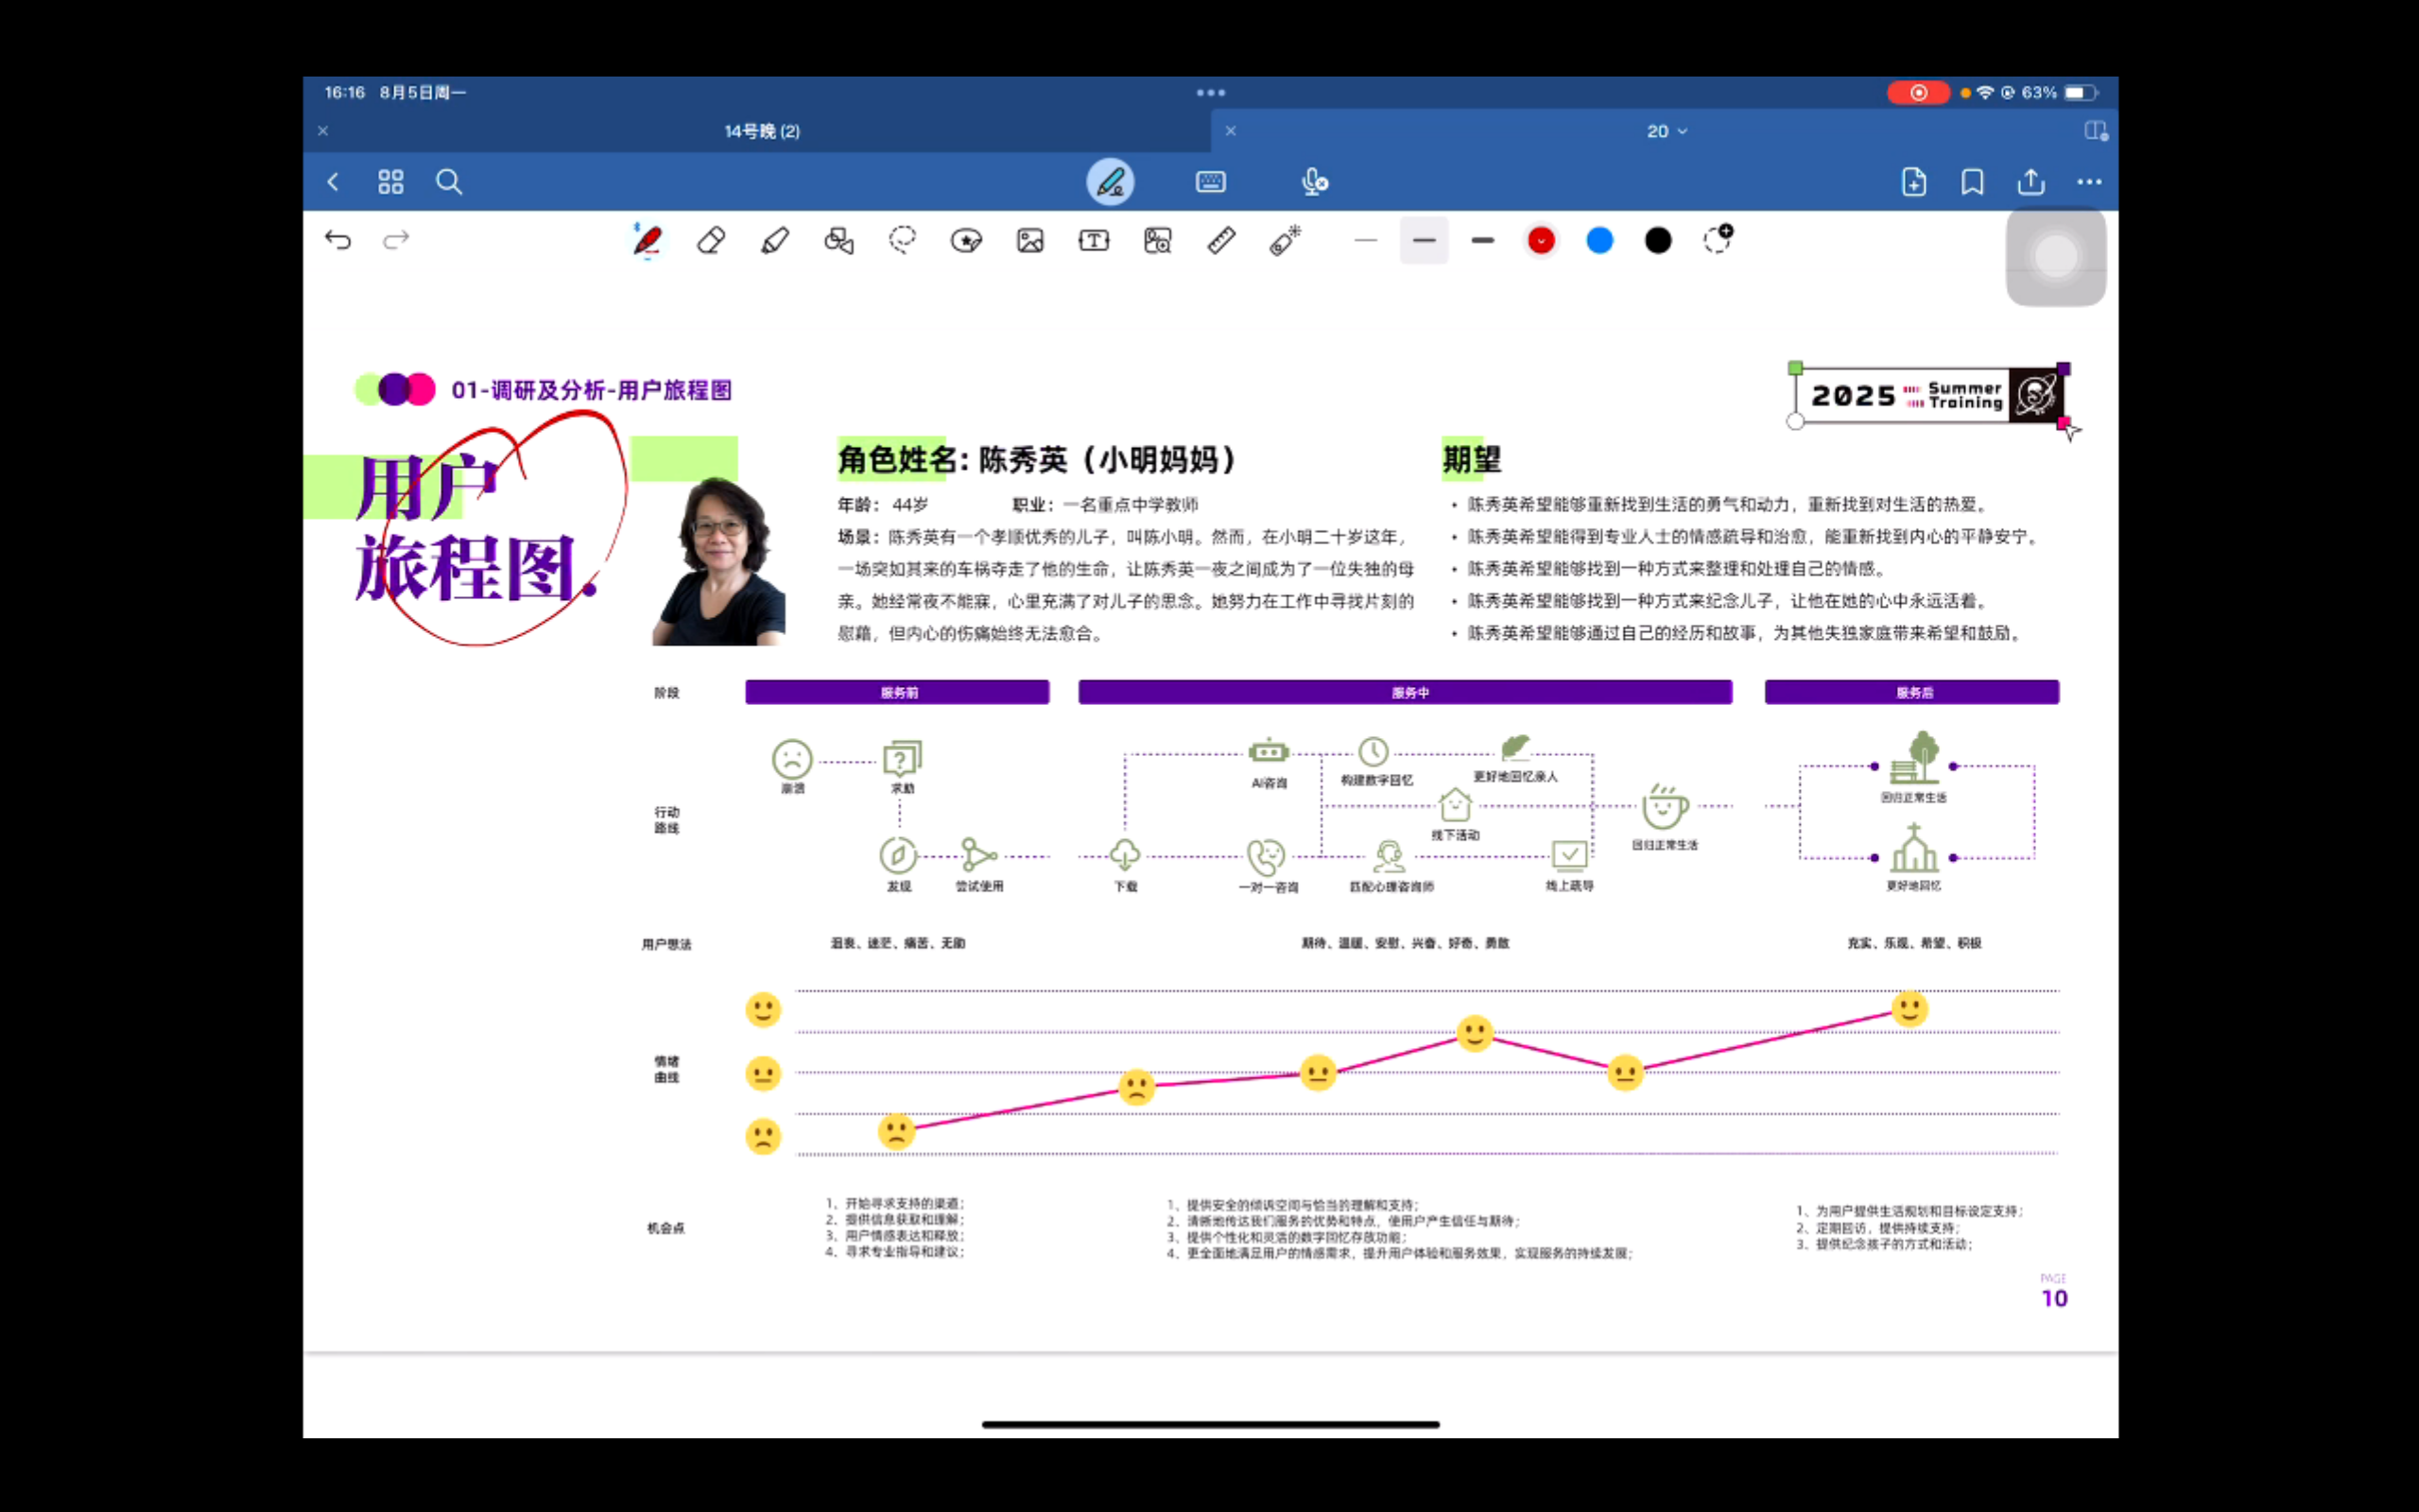 16:16 8月5日周一
63%
14号晚 (2)
20
01-调研及分析-用户旅程图
2025 Summer Training
用户
旅程图.
角色姓名: 陈秀英（小明妈妈）
年龄： 44岁 职业：一名重点中学教师
场景：陈秀英有一个孝顺优秀的儿子，叫陈小明。然而，在小明二十岁这年，
一场突如其来的车祸夺走了他的生命，让陈秀英一夜之间成为了一位失独的母
亲。她经常夜不能寐，心里充满了对儿子的思念。她努力在工作中寻找片刻的
慰藉，但内心的伤痛始终无法愈合。
期望
• 陈秀英希望能够重新找到生活的勇气和动力，重新找到对生活的热爱。
• 陈秀英希望能得到专业人士的情感疏导和治愈，能重新找到内心的平静安宁。
• 陈秀英希望能够找到一种方式来整理和处理自己的情感。
• 陈秀英希望能够找到一种方式来纪念儿子，让他在她的心中永远活着。
• 陈秀英希望能够通过自己的经历和故事，为其他失独家庭带来希望和鼓励。
阶段
服务前
服务中
服务后
行动
路线
崩溃
求助
发现
尝试使用
下载
AI咨询
构建数字回忆
更好地回忆亲人
线下活动
一对一咨询
匹配心理咨询师
线上疏导
回归正常生活
回归正常生活
更好地回忆
用户想法
沮丧、迷茫、痛苦、无助
期待、温暖、安慰、兴奋、好奇、勇敢
充实、乐观、希望、积极
情绪
曲线
机会点
1、开始寻求支持的渠道；
2、提供信息获取和理解；
3、用户情感表达和释放；
4、寻求专业指导和建议；
1、提供安全的倾诉空间与恰当的理解和支持；
2、清晰地传达我们服务的优势和特点，使用户产生信任与期待；
3、提供个性化和灵活的数字回忆存放功能；
4、更全面地满足用户的情感需求，提升用户体验和服务效果，实现服务的持续发展；
1、为用户提供生活规划和目标设定支持；
2、定期回访，提供持续支持；
3、提供纪念孩子的方式和活动；
PAGE
10